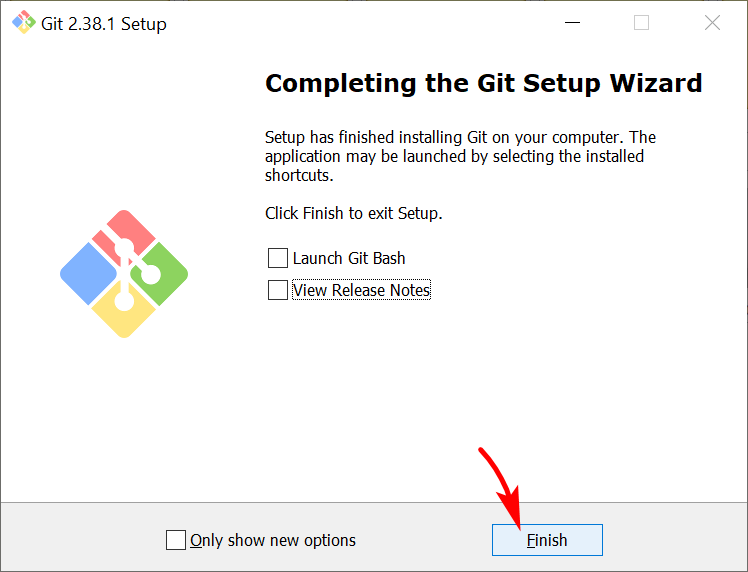 Git 2.38.1 Setup
Completing the Git Setup Wizard
Setup has finished installing Git on your computer. The
application may be launched by selecting the installed
shortcuts.
Click Finish to exit Setup.
Launch Git Bash
View Release Notes
Only show new options
Finish